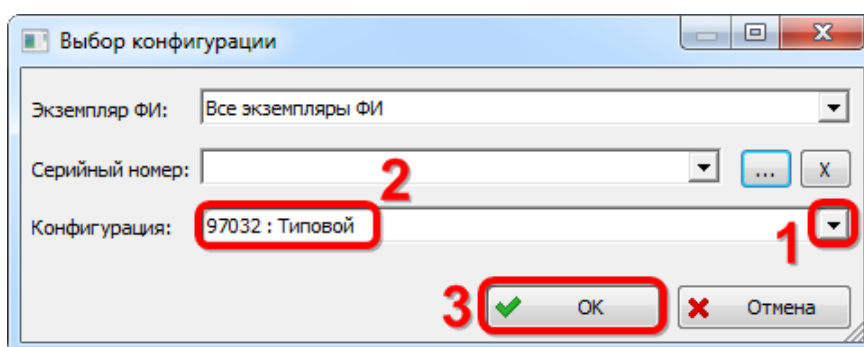 Выбор конфигурации
Экземпляр ФИ: Все экземпляры ФИ
Серийный номер: ... X
2
Конфигурация: 97032 : Типовой
1
3 OK Отмена